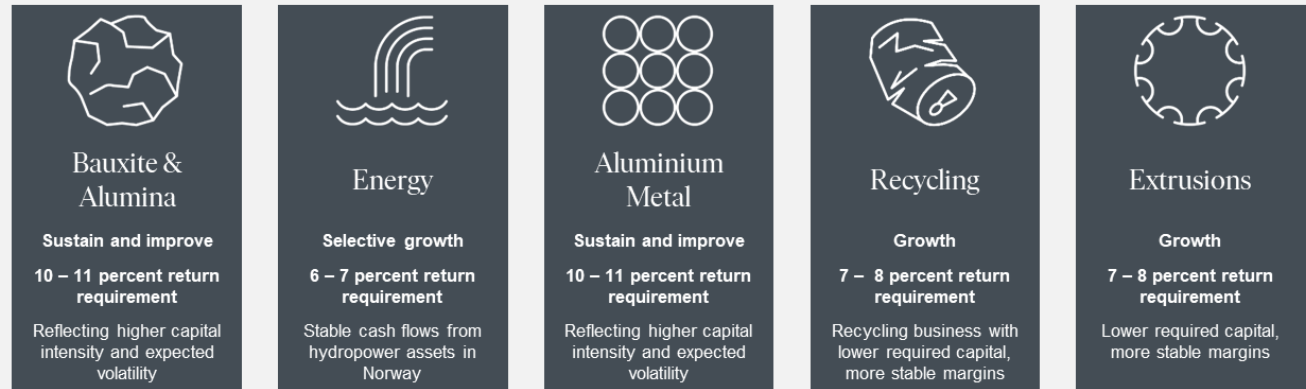 Bauxite &
Alumina
Sustain and improve
10 – 11 percent return
requirement
Reflecting higher capital
intensity and expected
volatility
Energy
Selective growth
6 – 7 percent return
requirement
Stable cash flows from
hydropower assets in
Norway
Aluminium
Metal
Sustain and improve
10 – 11 percent return
requirement
Reflecting higher capital
intensity and expected
volatility
Recycling
Growth
7 – 8 percent return
requirement
Recycling business with
lower required capital,
more stable margins
Extrusions
Growth
7 – 8 percent return
requirement
Lower required capital,
more stable margins